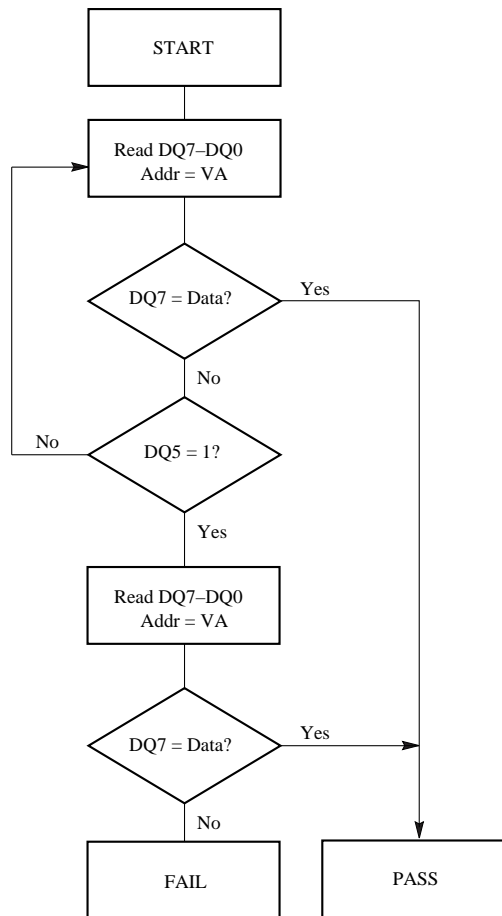 START
Read DQ7–DQ0
Addr = VA
DQ7 = Data?
Yes
No
No
DQ5 = 1?
Yes
Read DQ7–DQ0
Addr = VA
DQ7 = Data?
Yes
No
FAIL
PASS